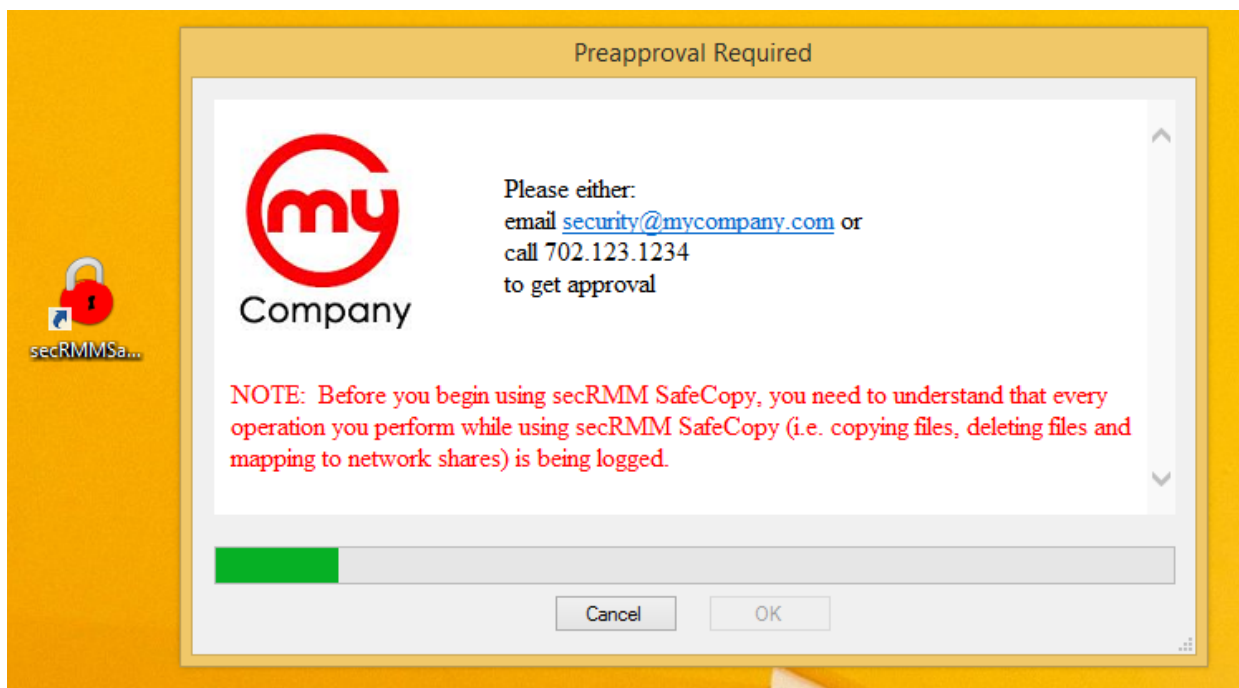 Preapproval Required
my
Company
Please either:
email security@mycompany.com or
call 702.123.1234
to get approval
secRMMSa...
NOTE:  Before you begin using secRMM SafeCopy, you need to understand that every
operation you perform while using secRMM SafeCopy (i.e. copying files, deleting files and
mapping to network shares) is being logged.
Cancel
OK